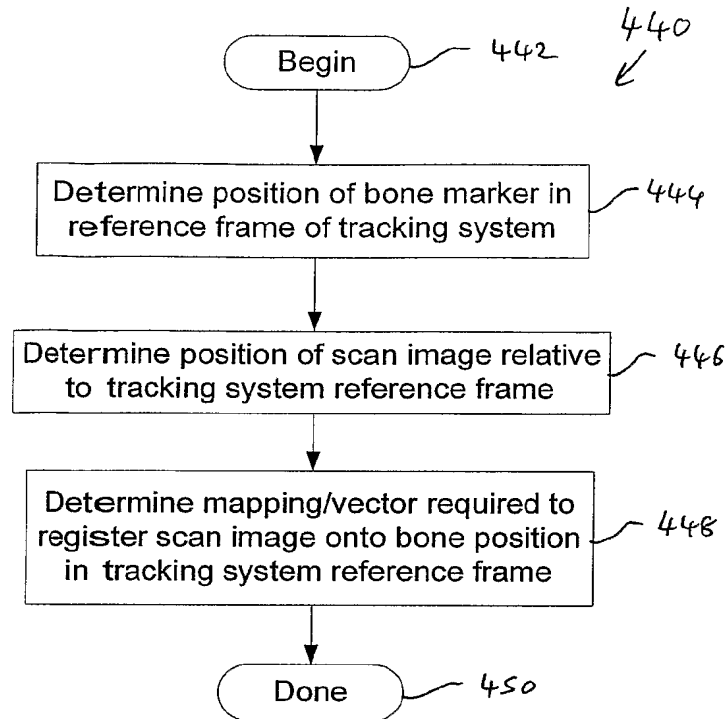 440
Begin
442
Determine position of bone marker in
reference frame of tracking system
444
Determine position of scan image relative
to tracking system reference frame
446
Determine mapping/vector required to
register scan image onto bone position
in tracking system reference frame
448
Done
450